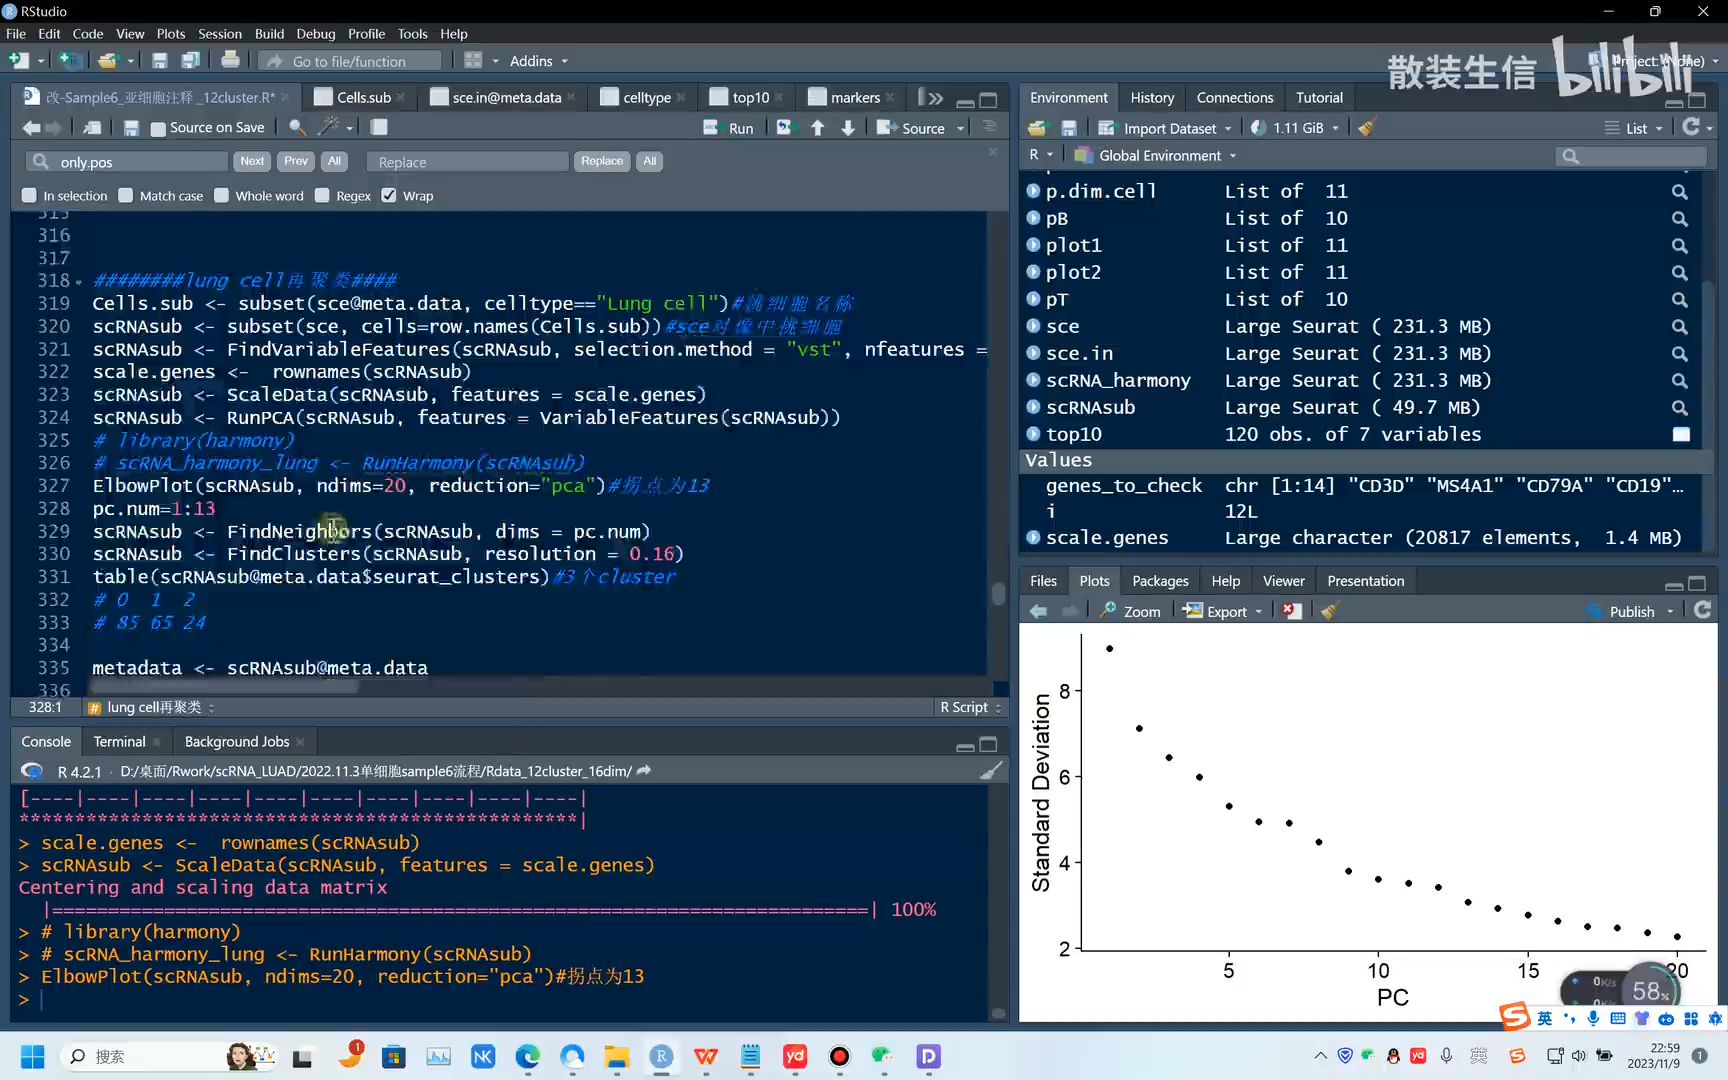 RStudio
File Edit Code View Plots Session Build Debug Profile Tools Help
Go to file/function
Addins
散装生信 bilibili
改-Sample6_亚细胞注释 _12cluster.R*
Cells.sub
sce.in@meta.data
celltype
top10
markers
Source on Save
Run
Source
only.pos
Next
Prev
All
Replace
Replace
All
In selection
Match case
Whole word
Regex
Wrap
315
316
317
318 ########lung cell再聚类####
319 Cells.sub <- subset(sce@meta.data, celltype=="Lung cell")#挑细胞名称
320 scRNAsub <- subset(sce, cells=row.names(Cells.sub))#sce对像中挑细胞
321 scRNAsub <- FindVariableFeatures(scRNAsub, selection.method = "vst", nfeatures =
322 scale.genes <-  rownames(scRNAsub)
323 scRNAsub <- ScaleData(scRNAsub, features = scale.genes)
324 scRNAsub <- RunPCA(scRNAsub, features = VariableFeatures(scRNAsub))
325 # library(harmony)
326 # scRNA_harmony_lung <- RunHarmony(scRNAsub)
327 ElbowPlot(scRNAsub, ndims=20, reduction="pca")#拐点为13
328 pc.num=1:13
329 scRNAsub <- FindNeighbors(scRNAsub, dims = pc.num)
330 scRNAsub <- FindClusters(scRNAsub, resolution = 0.16)
331 table(scRNAsub@meta.data$seurat_clusters)#3个cluster
332 # 0  1  2
333 # 85 65 24
334
335 metadata <- scRNAsub@meta.data
336
328:1
lung cell再聚类
R Script
Console
Terminal
Background Jobs
R 4.2.1 · D:/桌面/Rwork/scRNA_LUAD/2022.11.3单细胞sample6流程/Rdata_12cluster_16dim/
[----|----|----|----|----|----|----|----|----|----|
**************************************************|
> scale.genes <-  rownames(scRNAsub)
> scRNAsub <- ScaleData(scRNAsub, features = scale.genes)
Centering and scaling data matrix
|======================================================================| 100%
> # library(harmony)
> # scRNA_harmony_lung <- RunHarmony(scRNAsub)
> ElbowPlot(scRNAsub, ndims=20, reduction="pca")#拐点为13
>
Environment
History
Connections
Tutorial
Import Dataset
1.11 GiB
List
R
Global Environment
p.dim.cell List of 11
pB List of 10
plot1 List of 11
plot2 List of 11
pT List of 10
sce Large Seurat ( 231.3 MB)
sce.in Large Seurat ( 231.3 MB)
scRNA_harmony Large Seurat ( 231.3 MB)
scRNAsub Large Seurat ( 49.7 MB)
top10 120 obs. of 7 variables
Values
genes_to_check chr [1:14] "CD3D" "MS4A1" "CD79A" "CD19"…
i 12L
scale.genes Large character (20817 elements, 1.4 MB)
Files
Plots
Packages
Help
Viewer
Presentation
Zoom
Export
Publish
Standard Deviation
8
6
4
2
5
10
15
20
PC
0K/s
0K/s
58%
英
搜索
1
NK
yd
英
22:59
2023/11/9
1